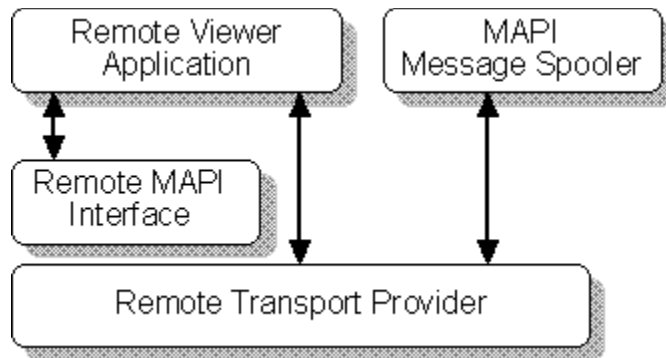 Remote Viewer
Application
MAPI
Message Spooler
Remote MAPI
Interface
Remote Transport Provider